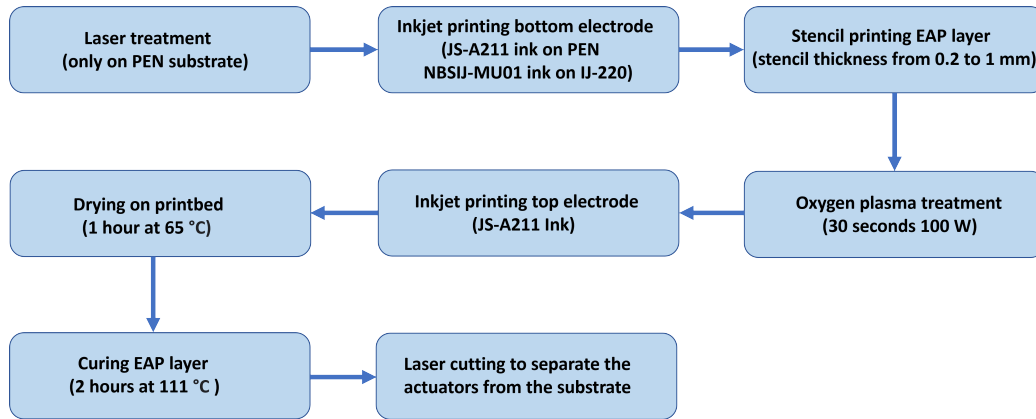 Laser treatment
(only on PEN substrate)
Inkjet printing bottom electrode
(JS-A211 ink on PEN
NBSIJ-MU01 ink on IJ-220)
Stencil printing EAP layer
(stencil thickness from 0.2 to 1 mm)
Oxygen plasma treatment
(30 seconds 100 W)
Inkjet printing top electrode
(JS-A211 Ink)
Drying on printbed
(1 hour at 65 °C)
Curing EAP layer
(2 hours at 111 °C )
Laser cutting to separate the
actuators from the substrate